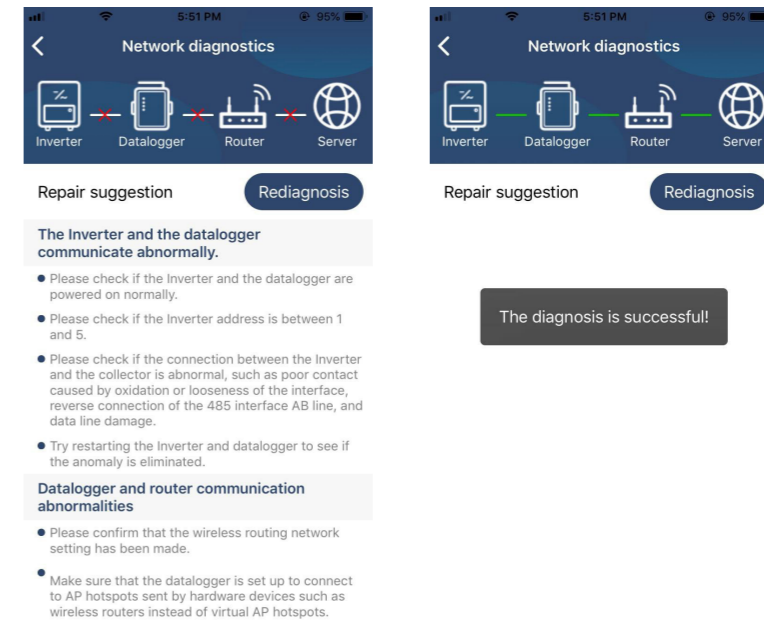 5:51 PM
95%
Network diagnostics
Inverter
Datalogger
Router
Server
Repair suggestion
Rediagnosis
The Inverter and the datalogger
communicate abnormally.
Please check if the Inverter and the datalogger are
powered on normally.
Please check if the Inverter address is between 1
and 5.
Please check if the connection between the Inverter
and the collector is abnormal, such as poor contact
caused by oxidation or looseness of the interface,
reverse connection of the 485 interface AB line, and
data line damage.
Try restarting the Inverter and datalogger to see if
the anomaly is eliminated.
Datalogger and router communication
abnormalities
Please confirm that the wireless routing network
setting has been made.
Make sure that the datalogger is set up to connect
to AP hotspots sent by hardware devices such as
wireless routers instead of virtual AP hotspots.
5:51 PM
95%
Network diagnostics
Inverter
Datalogger
Router
Server
Repair suggestion
Rediagnosis
The diagnosis is successful!